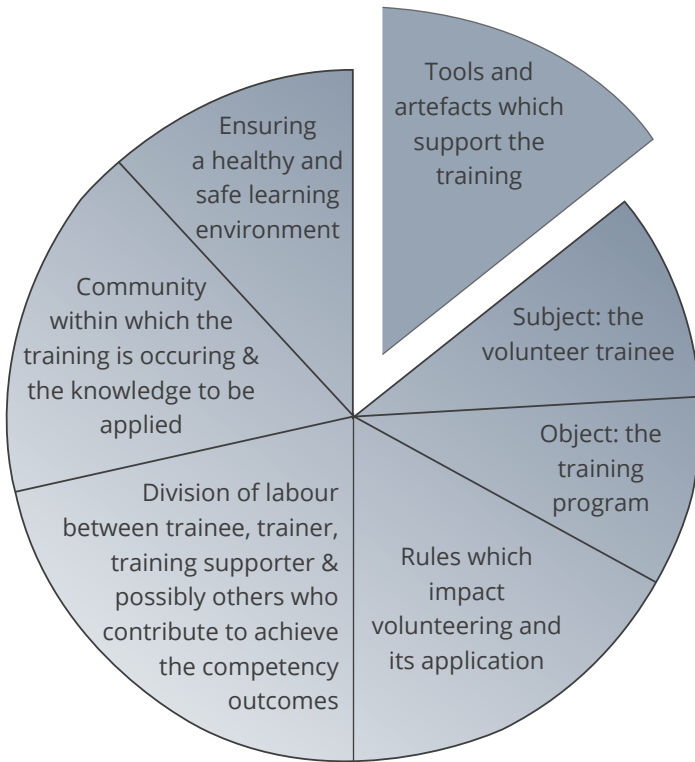 Tools and
artefacts which
support the
training
Subject: the
volunteer trainee
Object: the
training
program
Rules which
impact
volunteering and
its application
Division of labour
between trainee, trainer,
training supporter &
possibly others who
contribute to achieve
the competency
outcomes
Community
within which the
training is occuring &
the knowledge to be
applied
Ensuring
a healthy and
safe learning
environment